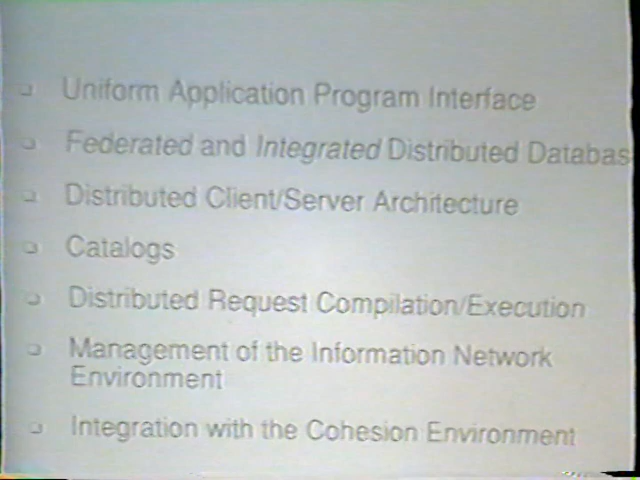 Uniform Application Program Interface
Federated and Integrated Distributed Databas
Distributed Client/Server Architecture
Catalogs
Distributed Request Compilation/Execution
Management of the Information Network
Environment
Integration with the Cohesion Environment